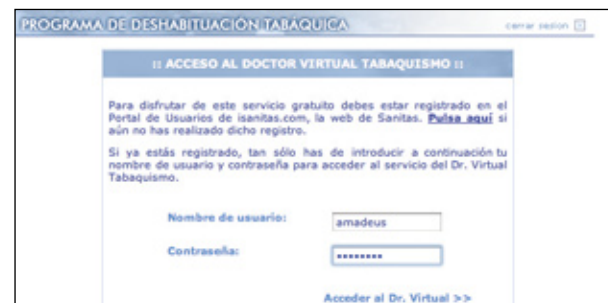 PROGRAMA DE DESHABITUACIÓN TABÁQUICA
cerrar sesion
:: ACCESO AL DOCTOR VIRTUAL TABAQUISMO ::
Para disfrutar de este servicio gratuito debes estar registrado en el
Portal de Usuarios de isanitas.com, la web de Sanitas. Pulsa aquí si
aún no has realizado dicho registro.
Si ya estás registrado, tan sólo has de introducir a continuación tu
nombre de usuario y contraseña para acceder al servicio del Dr. Virtual
Tabaquismo.
Nombre de usuario:
amadeus
Contraseña:
Acceder al Dr. Virtual >>